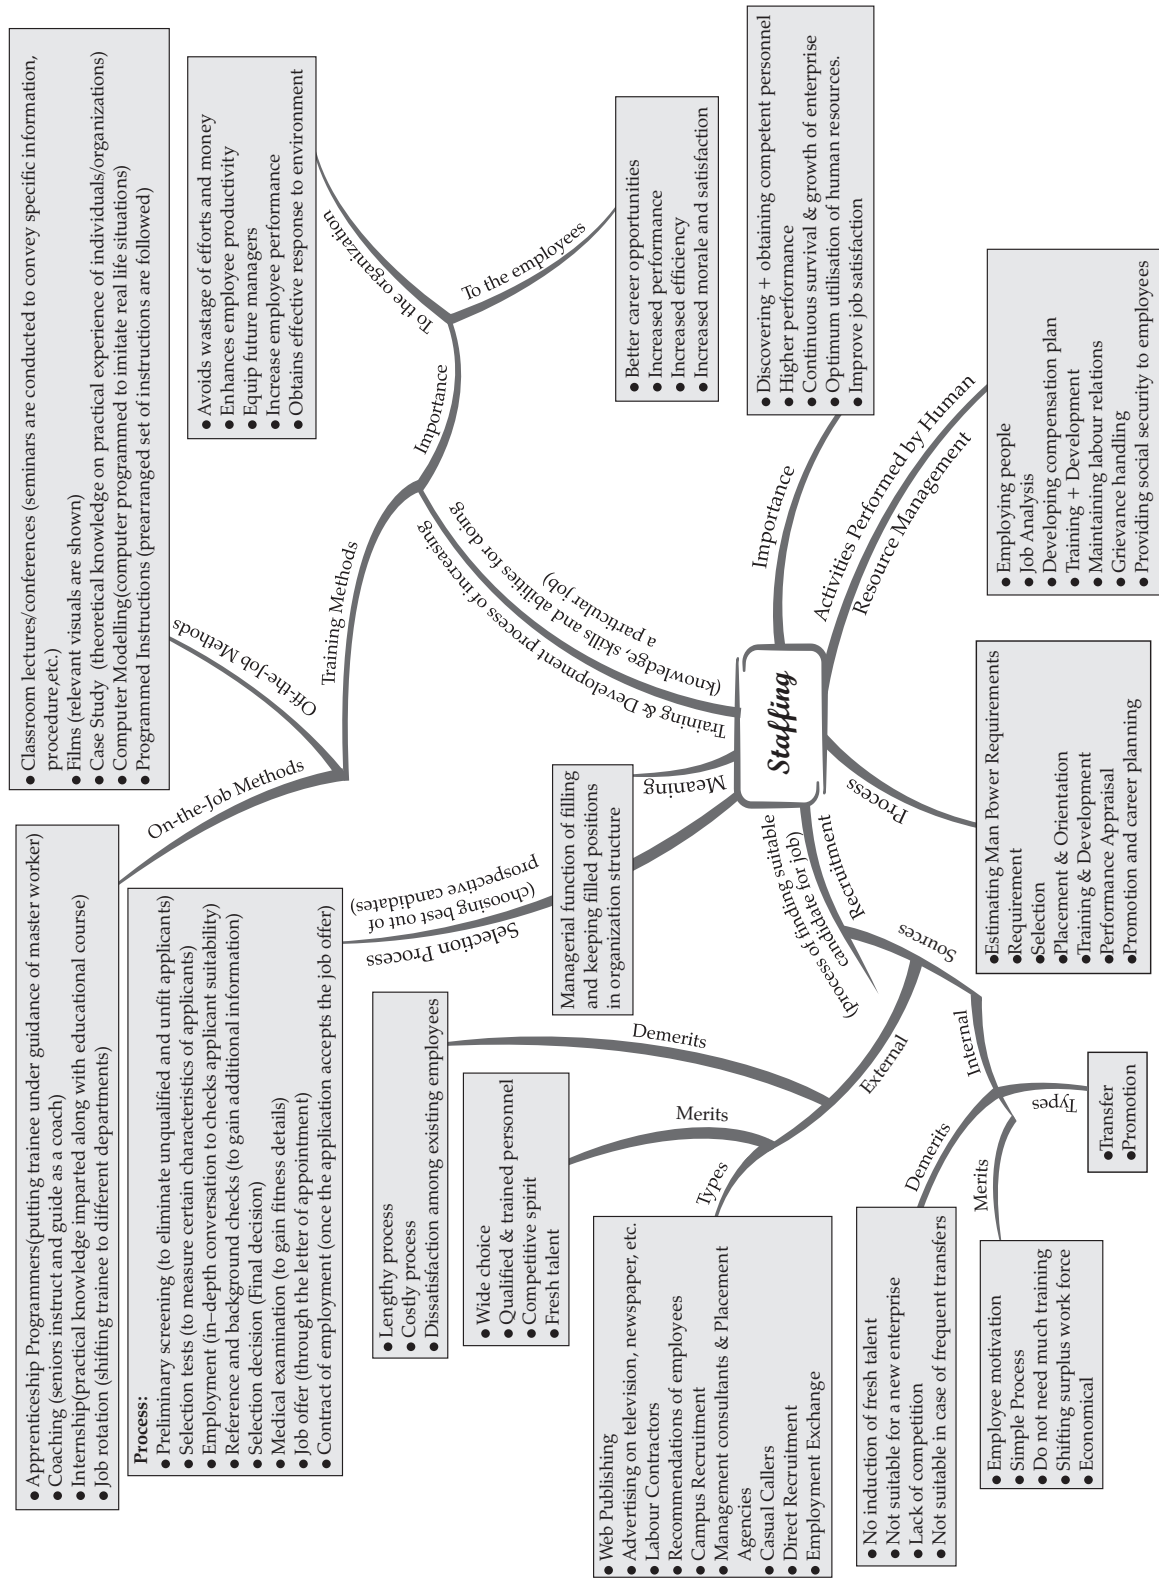 Staffing
Importance
● Discovering + obtaining competent personnel
● Higher performance
● Continuous survival & growth of enterprise
● Optimum utilisation of human resources.
● Improve job satisfaction
Activities Performed by Human
Resource Management
● Employing people
● Job Analysis
● Developing compensation plan
● Training + Development
● Maintaining labour relations
● Grievance handling
● Providing social security to employees
Process
●Estimating Man Power Requirements
●Requirement
●Selection
●Placement & Orientation
●Training & Development
●Performance Appraisal
●Promotion and career planning
Recruitment
(process of finding suitable
candidate for job)
Sources
Internal
Types
●Transfer
●Promotion
Merits
● Employee motivation
● Simple Process
● Do not need much training
● Shifting surplus work force
● Economical
Demerits
● No induction of fresh talent
● Not suitable for a new enterprise
● Lack of competition
● Not suitable in case of frequent transfers
External
Types
● Web Publishing
● Advertising on television, newspaper, etc.
● Labour Contractors
● Recommendations of employees
● Campus Recruitment
● Management consultants & Placement
Agencies
● Casual Callers
● Direct Recruitment
● Employment Exchange
Merits
● Wide choice
● Qualified & trained personnel
● Competitive spirit
● Fresh talent
Demerits
● Lengthy process
● Costly process
● Dissatisfaction among existing employees
Meaning
Managerial function of filling
and keeping filled positions
in organization structure
Selection Process
(choosing best out of
prospective candidates)
Process:
● Preliminary screening (to eliminate unqualified and unfit applicants)
● Selection tests (to measure certain characteristics of applicants)
● Employment (in–depth conversation to checks applicant suitability)
● Reference and background checks (to gain additional information)
● Selection decision (Final decision)
● Medical examination (to gain fitness details)
● Job offer (through the letter of appointment)
● Contract of employment (once the application accepts the job offer)
Training & Development process of increasing
(knowledge, skills and abilities for doing
a particular job)
Training Methods
On-the-Job Methods
● Apprenticeship Programmers(putting trainee under guidance of master worker)
● Coaching (seniors instruct and guide as a coach)
● Internship(practical knowledge imparted along with educational course)
● Job rotation (shifting trainee to different departments)
Off-the-Job Methods
● Classroom lectures/conferences (seminars are conducted to convey specific information,
procedure,etc.)
● Films (relevant visuals are shown)
● Case Study (theoretical knowledge on practical experience of individuals/organizations)
● Computer Modelling(computer programmed to imitate real life situations)
● Programmed Instructions (prearranged set of instructions are followed)
Importance
To the organization
● Avoids wastage of efforts and money
● Enhances employee productivity
● Equip future managers
● Increase employee performance
● Obtains effective response to environment
To the employees
● Better career opportunities
● Increased performance
● Increased efficiency
● Increased morale and satisfaction